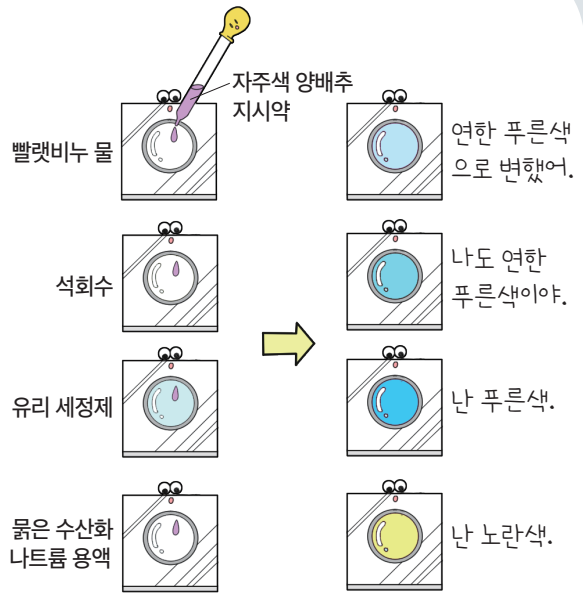 자주색 양배추
지시약
빨랫비누 물
연한 푸른색
으로 변했어.
석회수
나도 연한
푸른색이야.
유리 세정제
난 푸른색.
묽은 수산화
나트륨 용액
난 노란색.